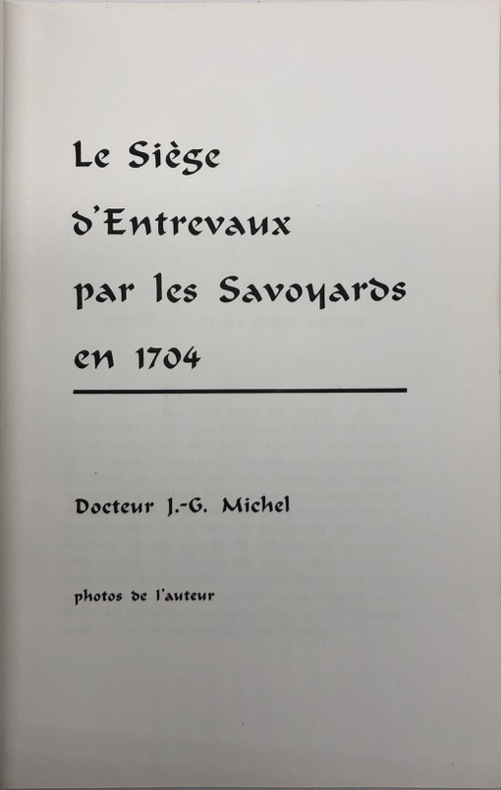 Le Siège
d'Entrevaux
par les Savoyards
en 1704
Docteur J.-G. Michel
photos de l'auteur